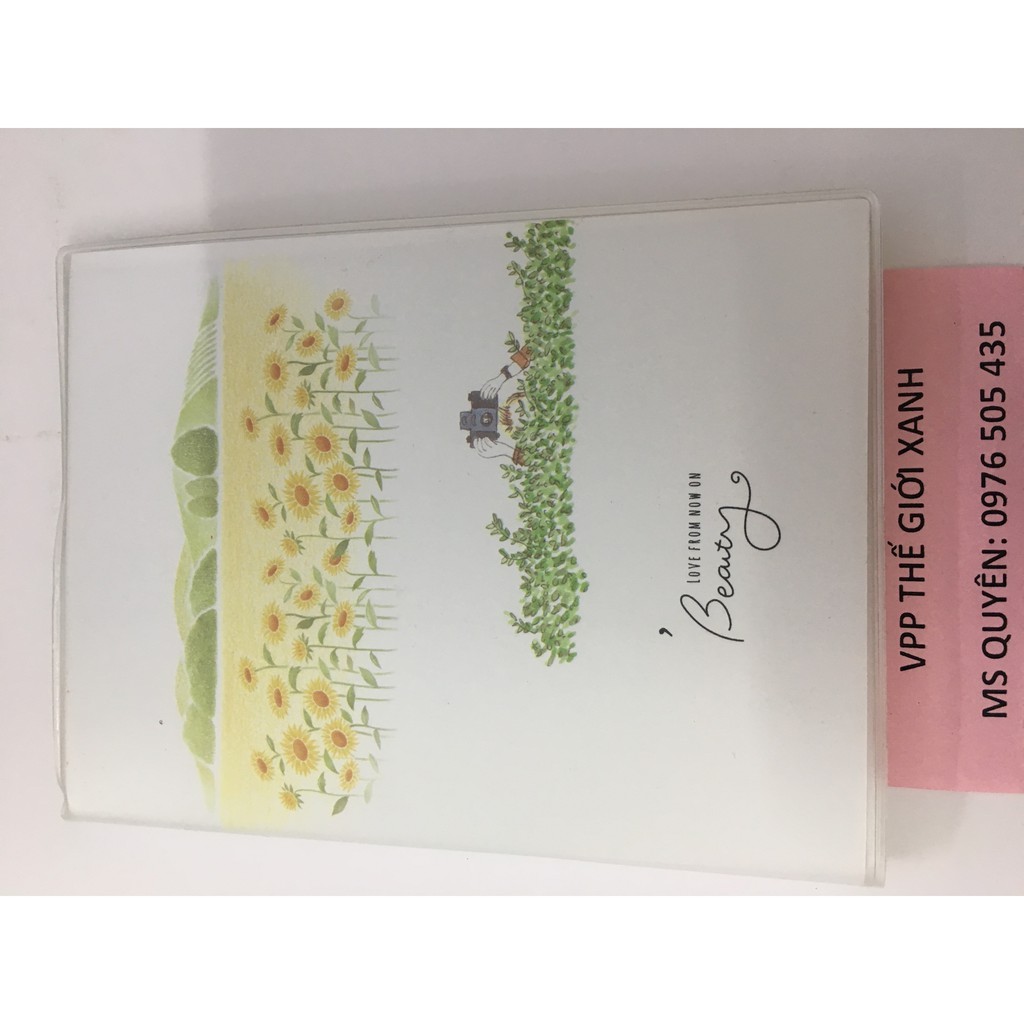 LOVE FROM NOW ON
Beauty
VPP THẾ GIỚI XANH
MS QUYÊN: 0976 505 435